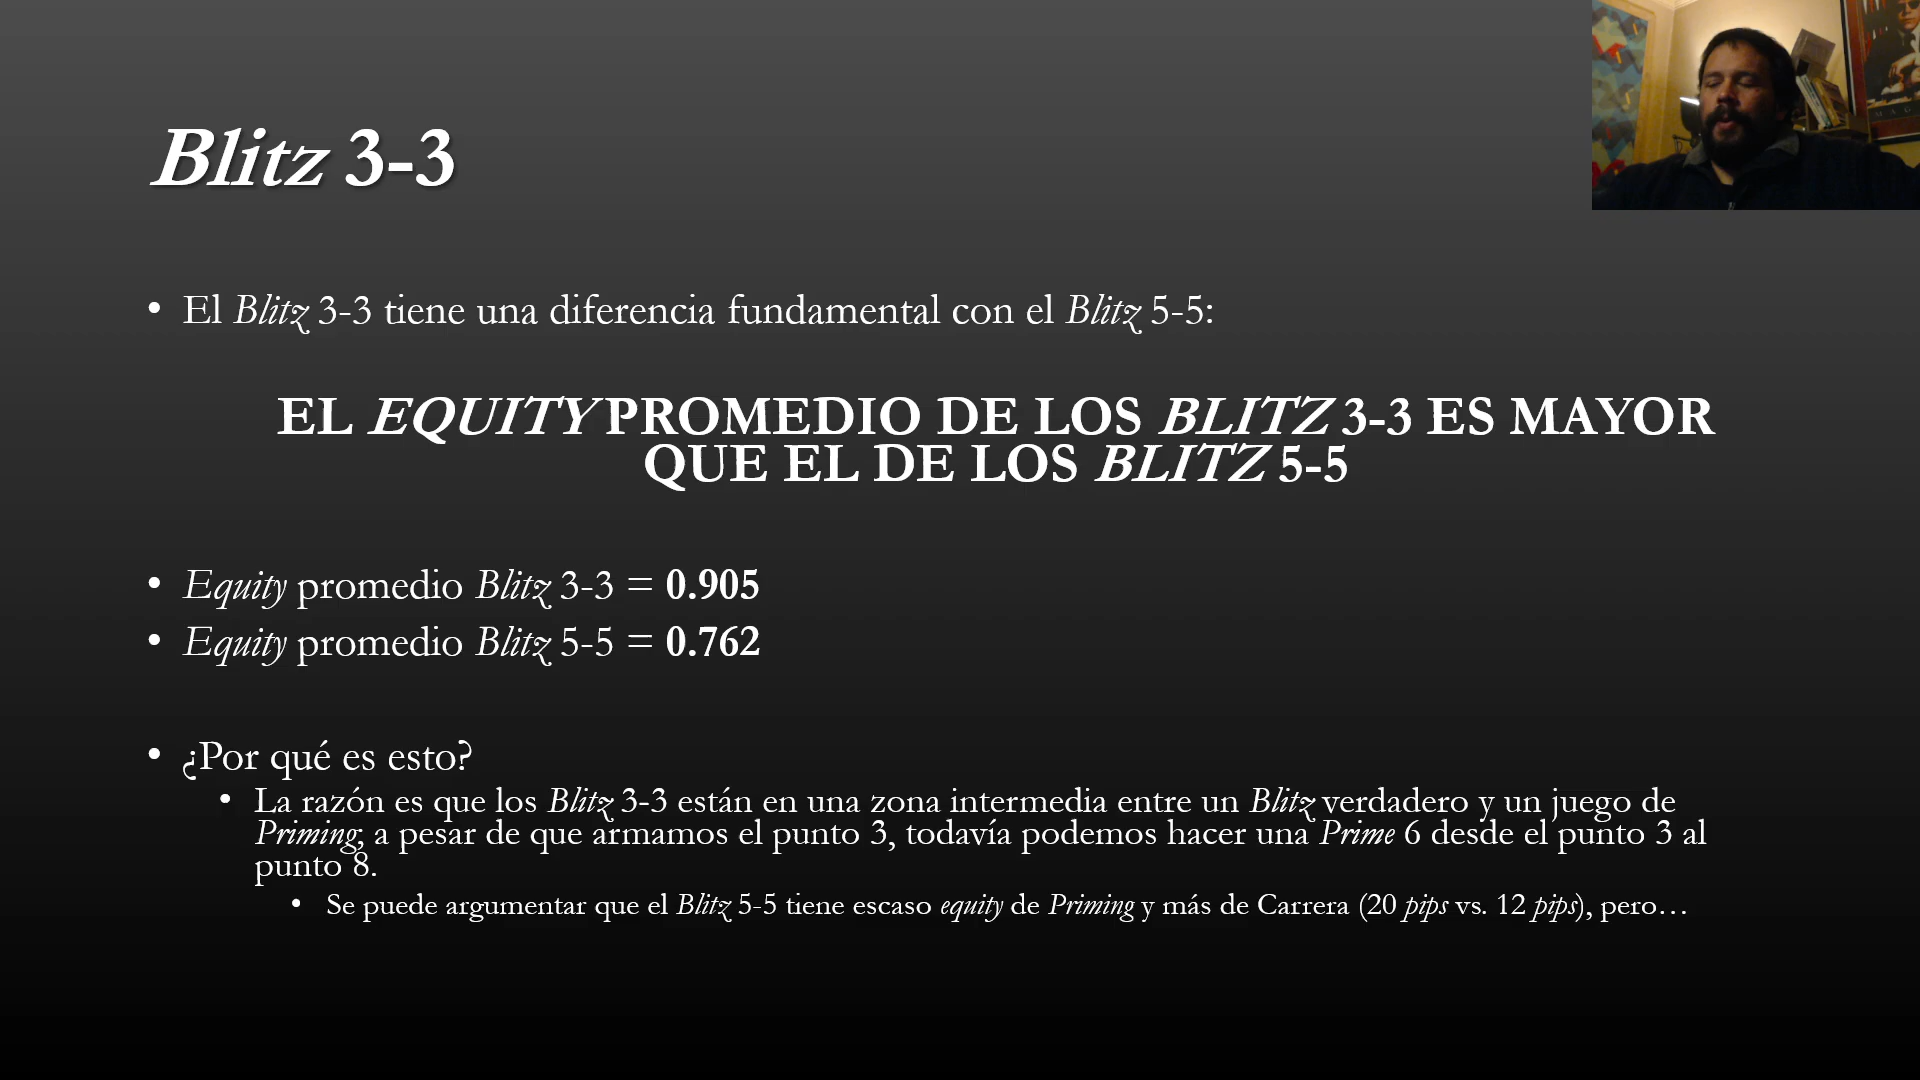 Blitz 3-3
• El Blitz 3-3 tiene una diferencia fundamental con el Blitz 5-5:
EL EQUITY PROMEDIO DE LOS BLITZ 3-3 ES MAYOR
QUE EL DE LOS BLITZ 5-5
• Equity promedio Blitz 3-3 = 0.905
• Equity promedio Blitz 5-5 = 0.762
• ¿Por qué es esto?
• La razón es que los Blitz 3-3 están en una zona intermedia entre un Blitz verdadero y un juego de
Priming; a pesar de que armamos el punto 3, todavía podemos hacer una Prime 6 desde el punto 3 al
punto 8.
• Se puede argumentar que el Blitz 5-5 tiene escaso equity de Priming y más de Carrera (20 pips vs. 12 pips), pero…